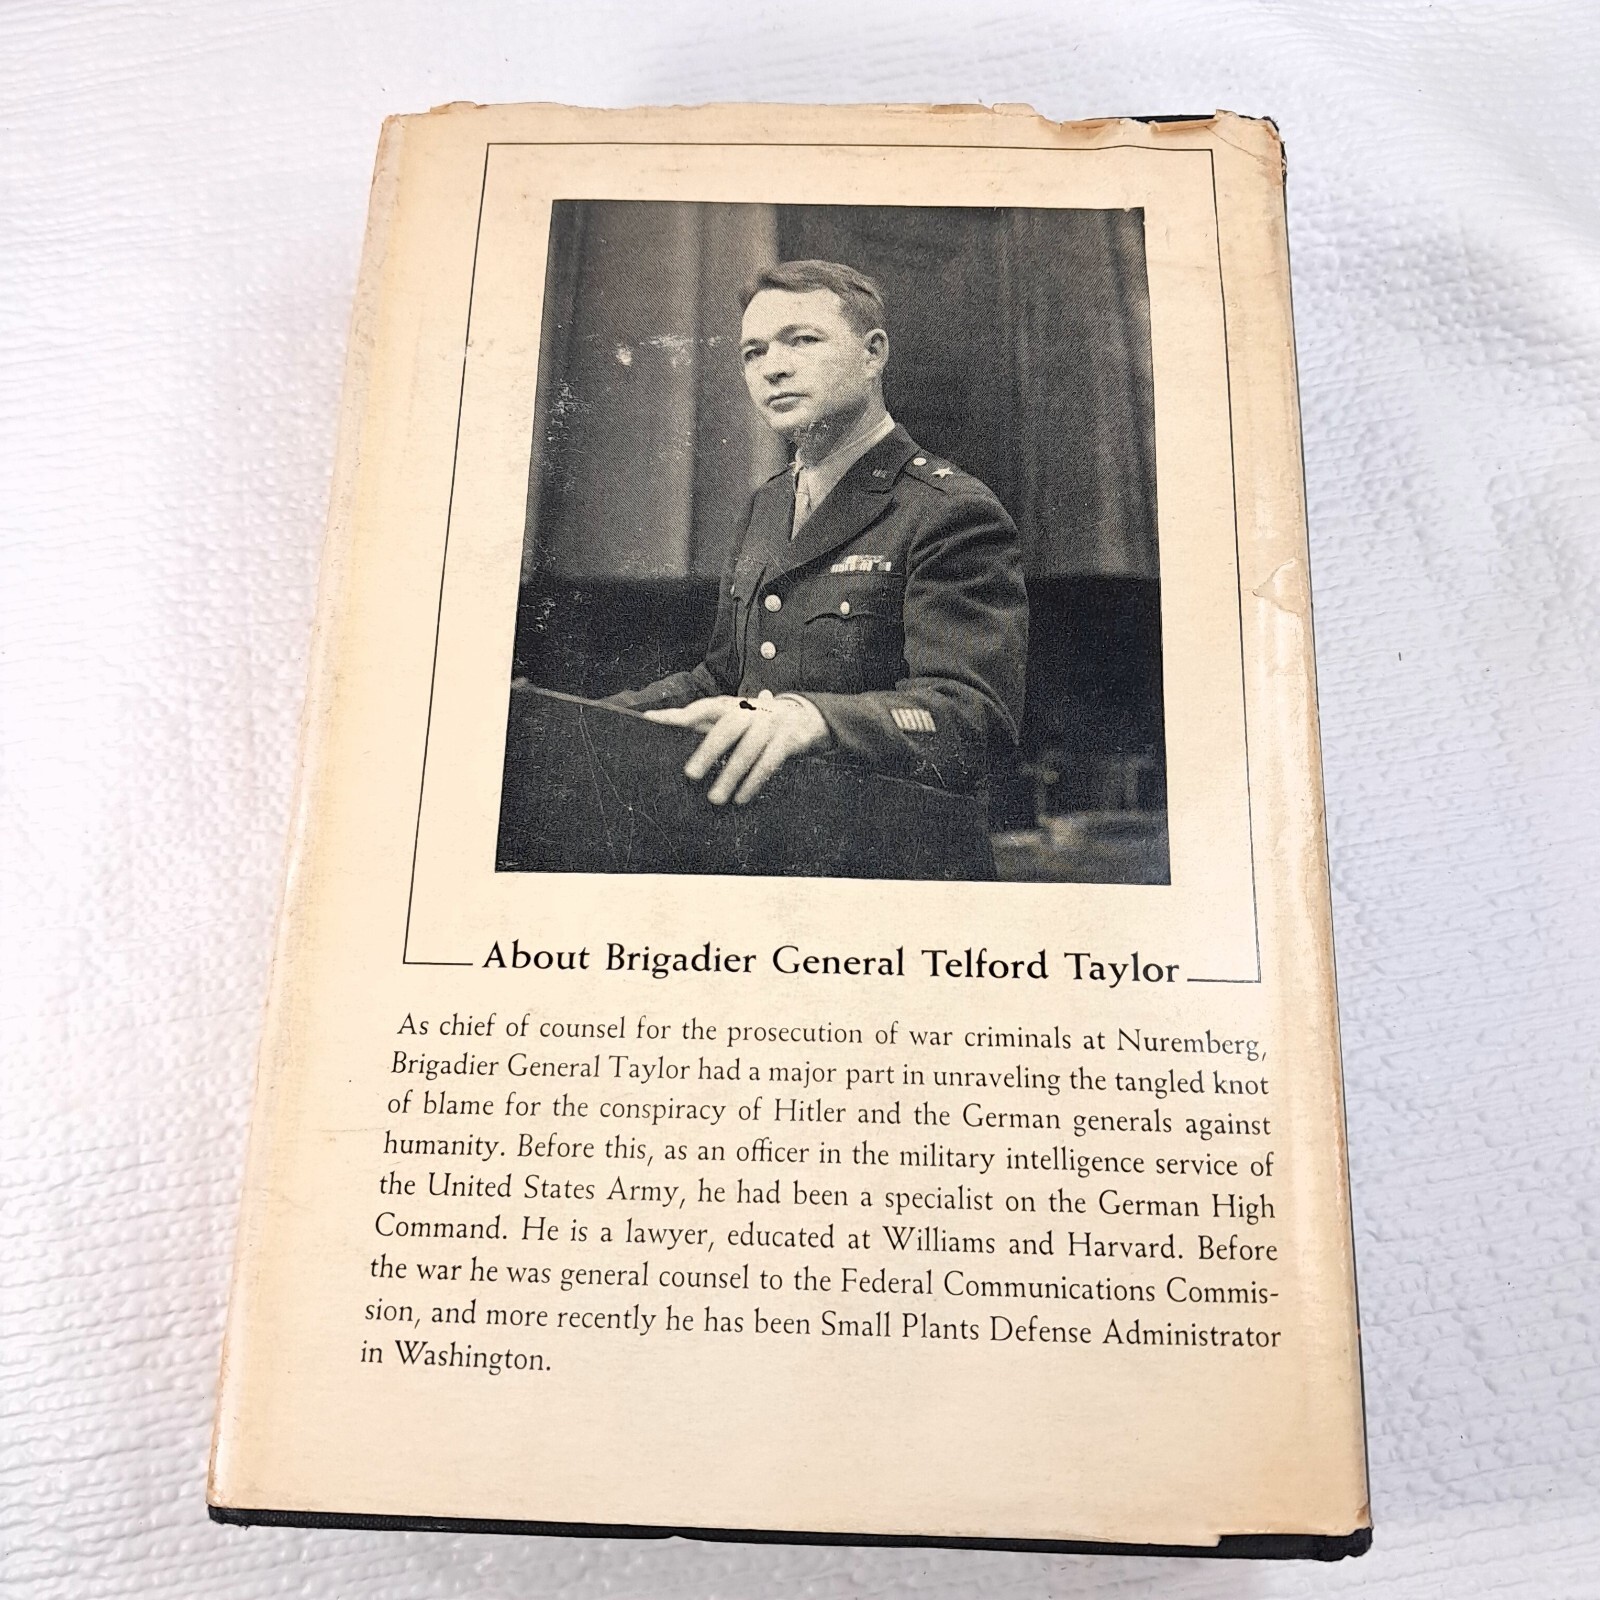 About Brigadier General Telford Taylor
As chief of counsel for the prosecution of war criminals at Nuremberg,
Brigadier General Taylor had a major part in unraveling the tangled knot
of blame for the conspiracy of Hitler and the German generals against
humanity. Before this, as an officer in the military intelligence service of
the United States Army, he had been a specialist on the German High
Command. He is a lawyer, educated at Williams and Harvard. Before
the war he was general counsel to the Federal Communications Commis-
sion, and more recently he has been Small Plants Defense Administrator
in Washington.